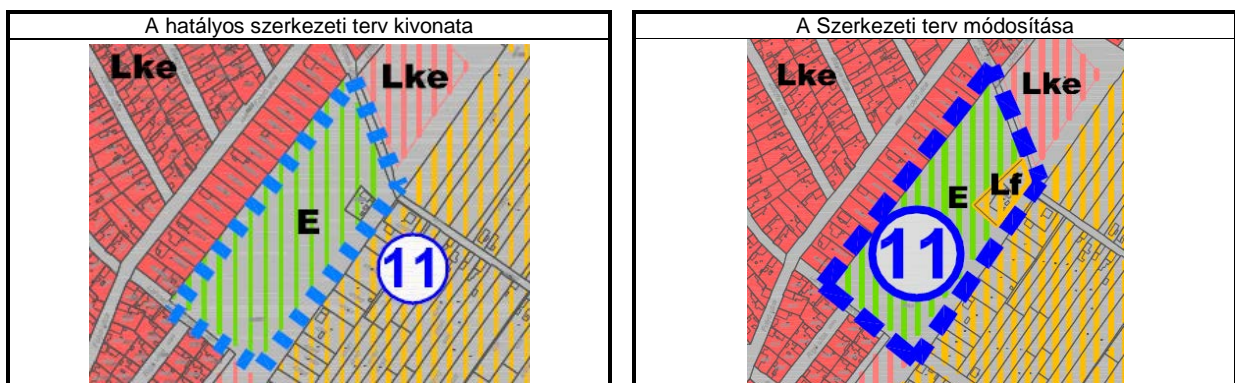 A hatályos szerkezeti terv kivonata
Lke
Lke
E
11
A Szerkezeti terv módosítása
Lke
Lke
Lf
E
11